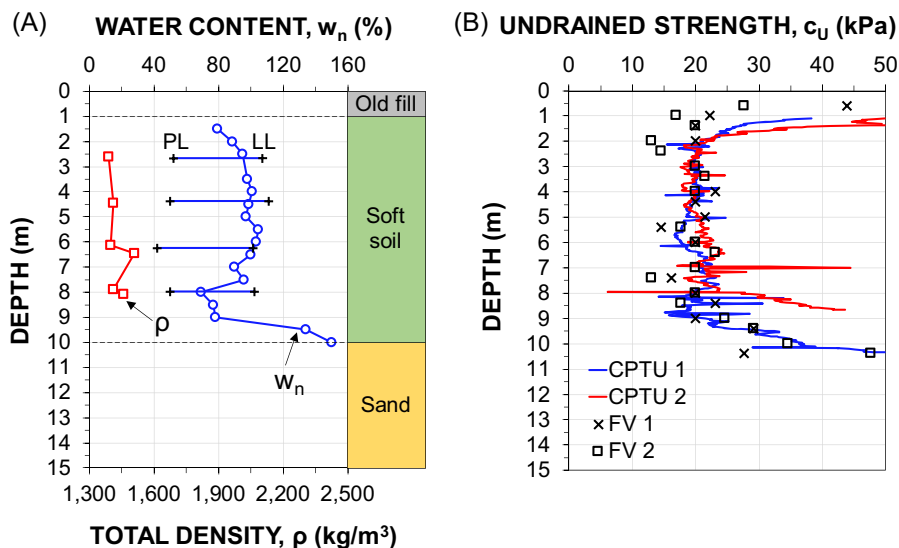 (A) WATER CONTENT, wₙ (%)
0 40 80 120 160
0
1
2
3
4
5
6
7
8
9
10
11
12
13
14
15
DEPTH (m)
PL LL
ρ
wₙ
Old fill
Soft
soil
Sand
1,300 1,600 1,900 2,200 2,500
TOTAL DENSITY, ρ (kg/m³)
(B) UNDRAINED STRENGTH, c_U (kPa)
0 10 20 30 40 50
0
1
2
3
4
5
6
7
8
9
10
11
12
13
14
15
DEPTH (m)
CPTU 1
CPTU 2
FV 1
FV 2